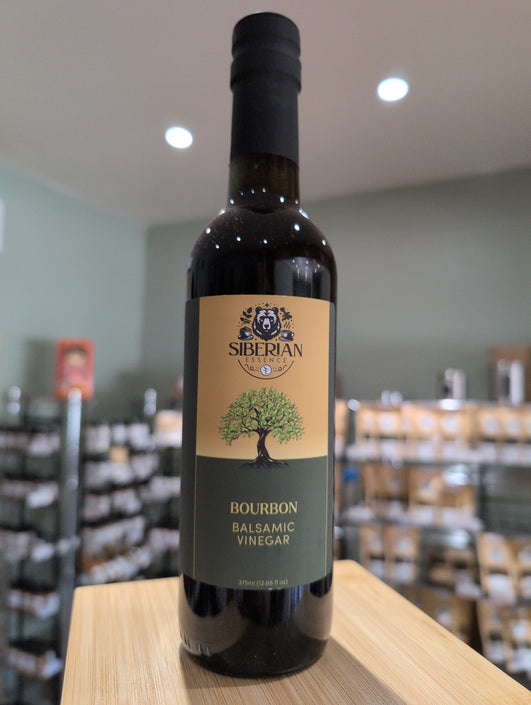 SIBERIAN
ESSENCE
BOURBON
BALSAMIC
VINEGAR
375ml (12.68 fl oz)